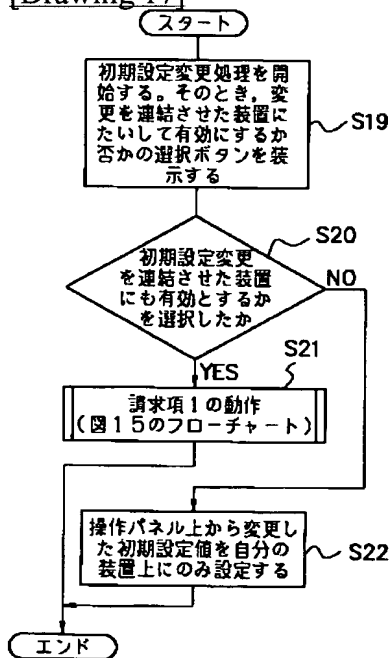 [Drawing 17]
スタート
初期設定変更処理を開
始する。そのとき，変
更を連結させた装置に
たいして有効にするか
否かの選択ボタンを装
示する
S19
S20
初期設定変更
を連結させた装置
にも有効とするか
を選択したか
NO
YES
S21
請求項1の動作
(図15のフローチャート)
操作パネル上から変更し
た初期設定値を自分の
装置上にのみ設定する
S22
エンド